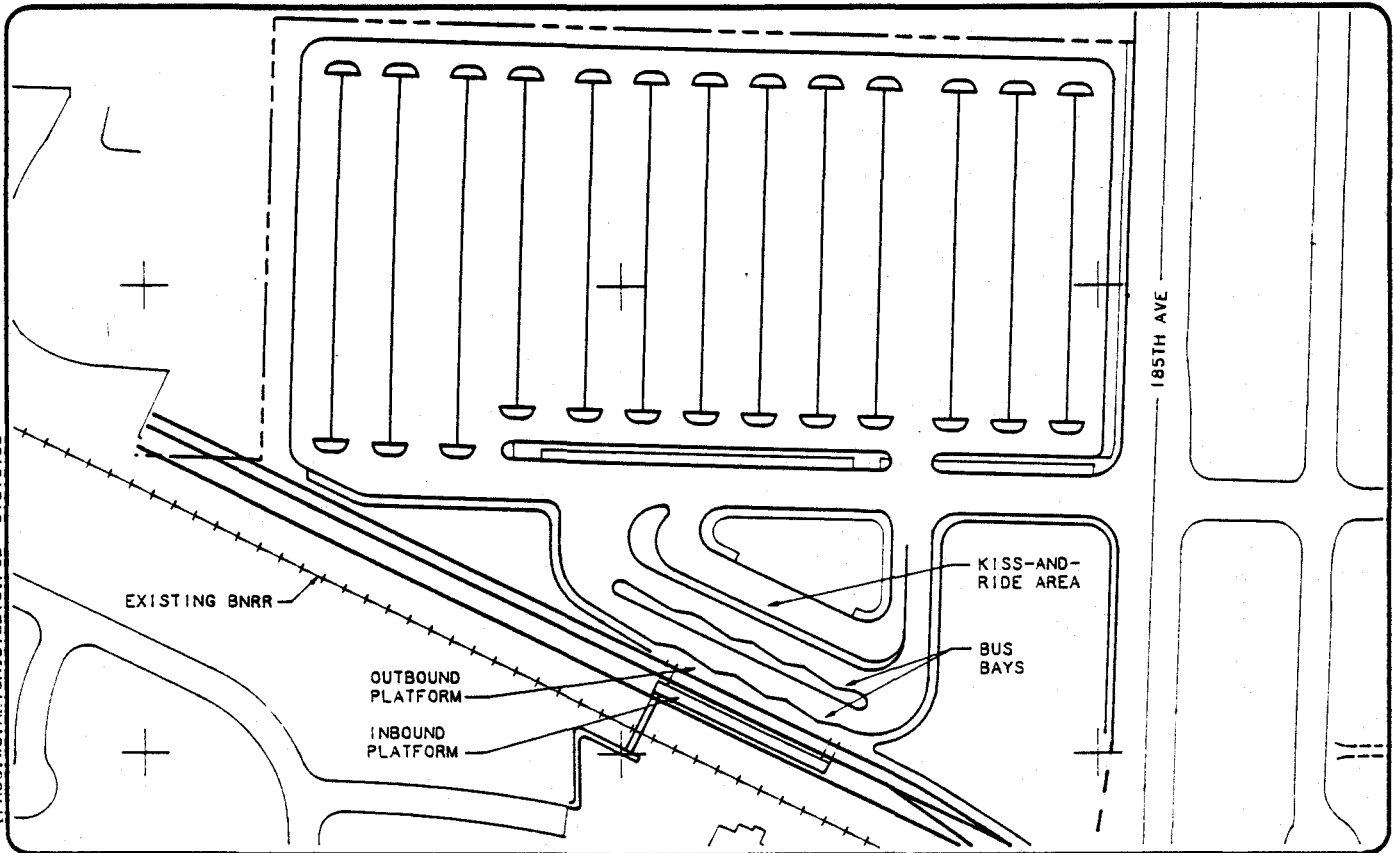 185TH AVE
KISS-AND-
RIDE AREA
EXISTING BNRR
BUS
BAYS
OUTBOUND
PLATFORM
INBOUND
PLATFORM